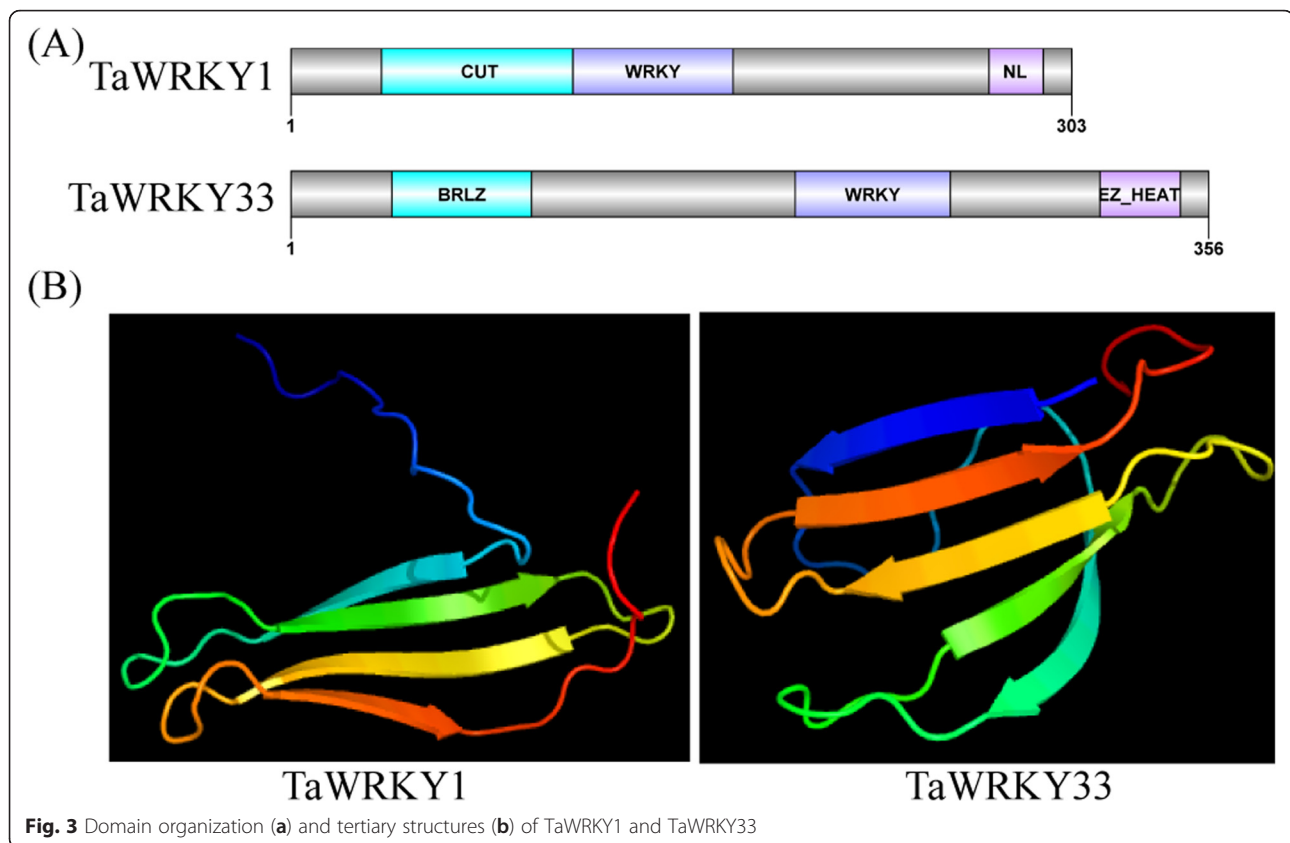 (A)
TaWRKY1
CUT WRKY NL
1 303
TaWRKY33
BRLZ WRKY EZ_HEAT
1 356
(B)
TaWRKY1 TaWRKY33
Fig. 3 Domain organization (a) and tertiary structures (b) of TaWRKY1 and TaWRKY33